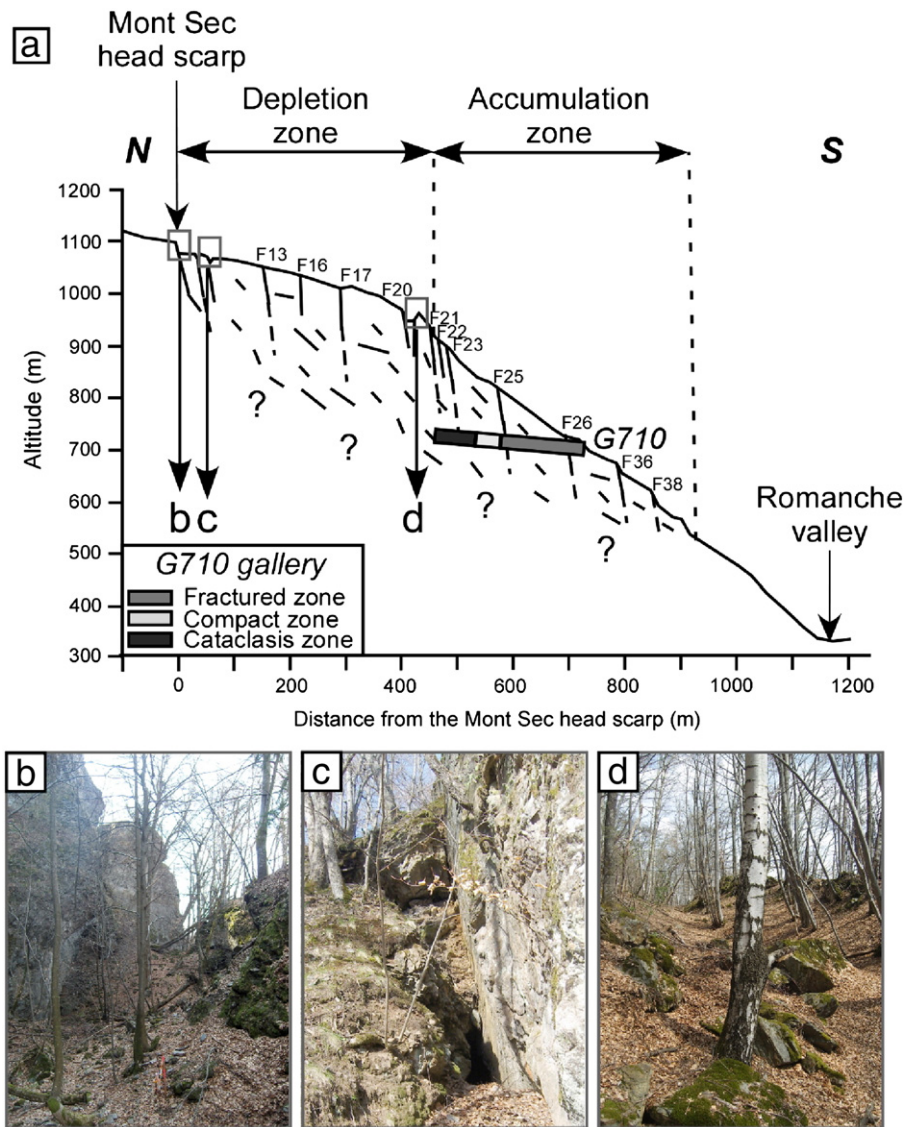 a
Mont Sec
head scarp
Depletion
zone
Accumulation
zone
N
S
1200
1100
1000
900
800
700
600
500
400
300
Altitude (m)
F13
F16
F17
F20
F21
F22
F23
F25
F26
G710
F36
F38
?
?
?
?
b
c
d
Romanche
valley
G710 gallery
Fractured zone
Compact zone
Cataclasis zone
0
200
400
600
800
1000
1200
Distance from the Mont Sec head scarp (m)
b
c
d